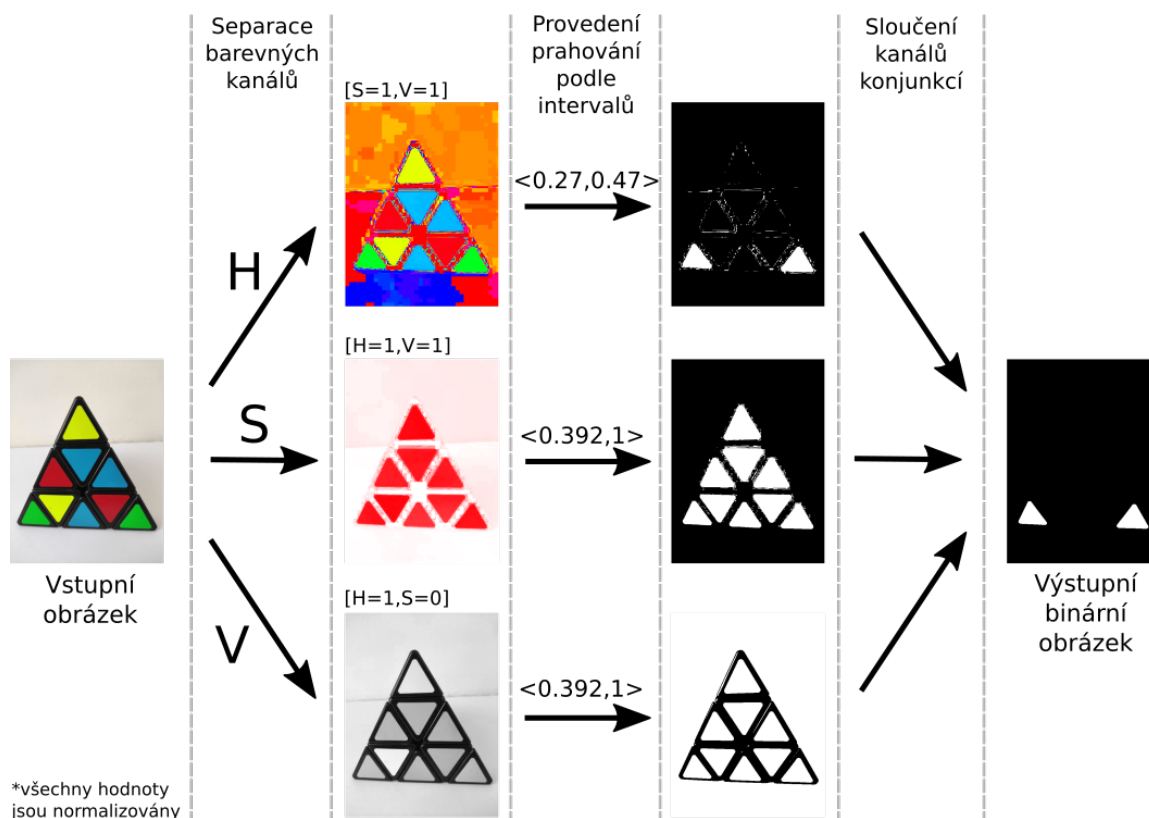 Separace
barevných
kanálů
Provedení
prahování
podle
intervalů
Sloučení
kanálů
konjunkcí
[S=1,V=1]
<0.27,0.47>
H
[H=1,V=1]
S
<0.392,1>
Vstupní
obrázek
Výstupní
binární
obrázek
[H=1,S=0]
V
<0.392,1>
*všechny hodnoty
jsou normalizovány